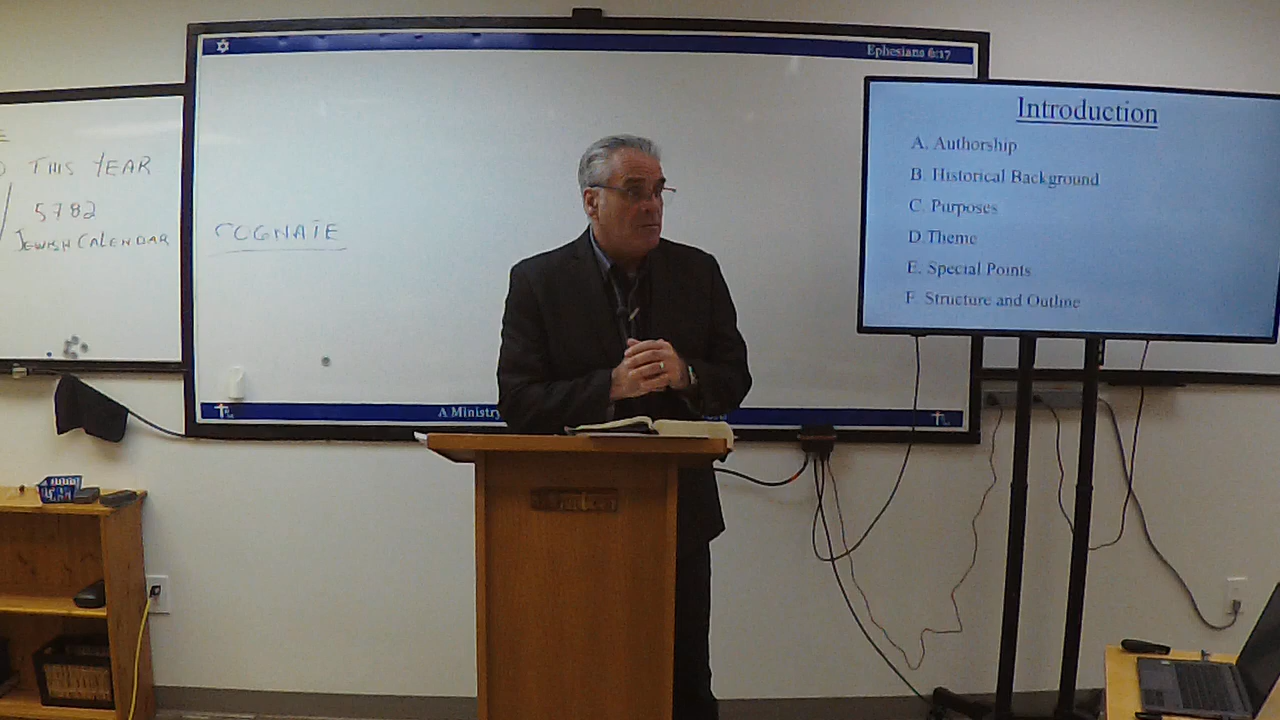 THIS YEAR
5782
JEWISH CALENDAR
COGNATE
Ephesians 6:17
A Ministry
Introduction
A. Authorship
B. Historical Background
C. Purposes
D. Theme
E. Special Points
F. Structure and Outline